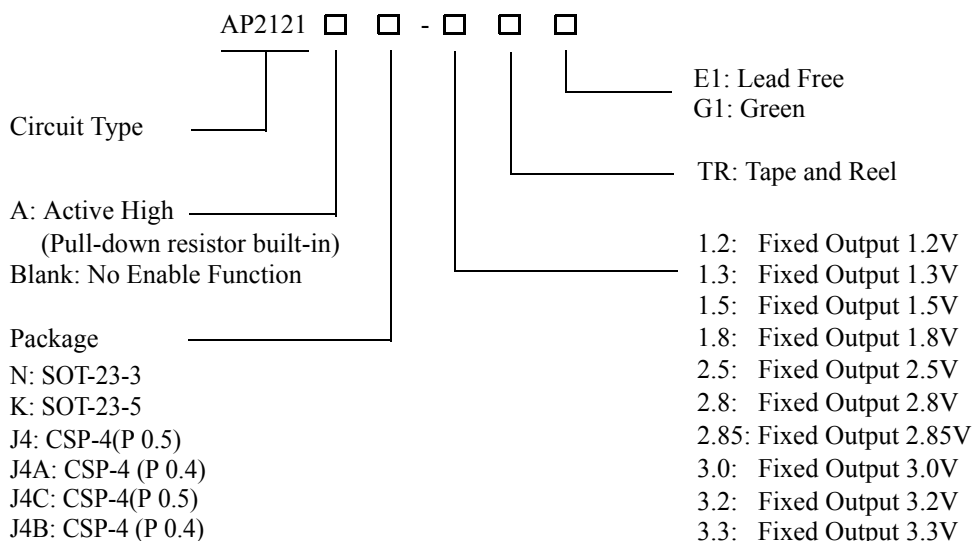 AP2121 -
Circuit Type
A: Active High
(Pull-down resistor built-in)
Blank: No Enable Function
Package
N: SOT-23-3
K: SOT-23-5
J4: CSP-4(P 0.5)
J4A: CSP-4 (P 0.4)
J4C: CSP-4(P 0.5)
J4B: CSP-4 (P 0.4)
E1: Lead Free
G1: Green
TR: Tape and Reel
1.2: Fixed Output 1.2V
1.3: Fixed Output 1.3V
1.5: Fixed Output 1.5V
1.8: Fixed Output 1.8V
2.5: Fixed Output 2.5V
2.8: Fixed Output 2.8V
2.85: Fixed Output 2.85V
3.0: Fixed Output 3.0V
3.2: Fixed Output 3.2V
3.3: Fixed Output 3.3V